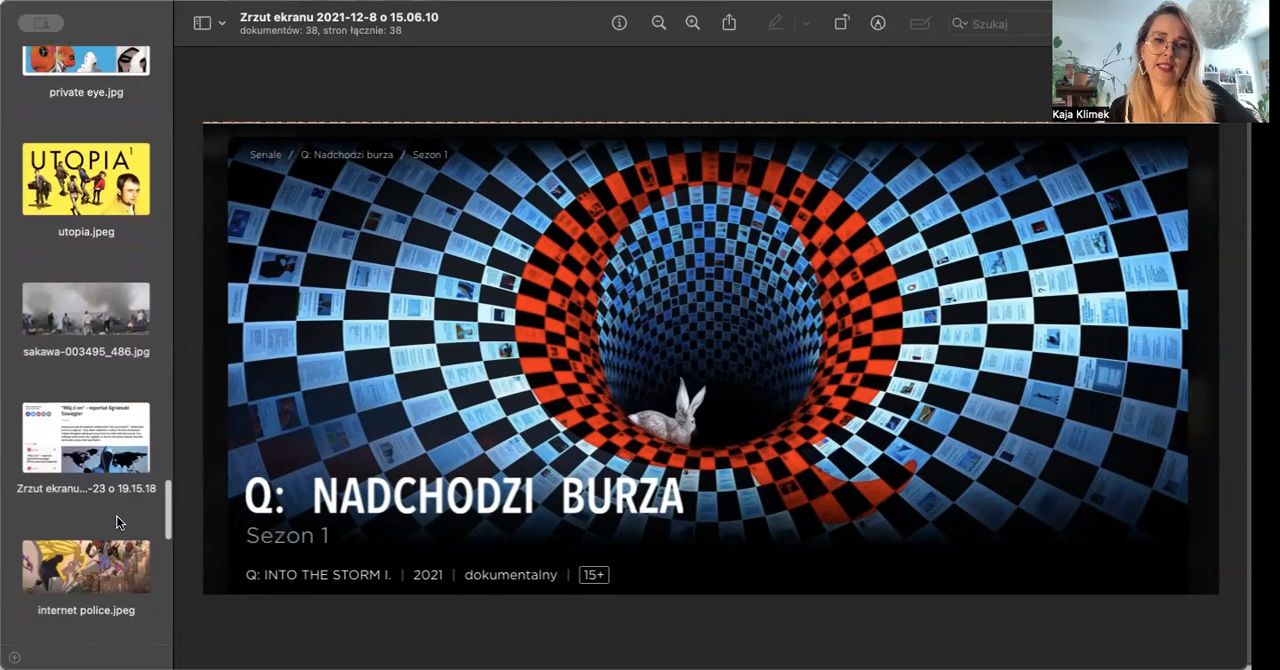 Zrzut ekranu 2021-12-8 o 15.06.10
dokumentów: 38, stron łącznie: 38
Szukaj
private eye.jpg
UTOPIA 1
utopia.jpeg
sakawa-003495_486.jpg
"Mój ci on" - reportaż Agnieszki
Szwajgier
Zrzut ekranu...-23 o 19.15.18
internet police.jpeg
Kaja Klimek
Seriale / Q: Nadchodzi burza / Sezon 1
Q: NADCHODZI BURZA
Sezon 1
Q: INTO THE STORM I. | 2021 | dokumentalny | 15+